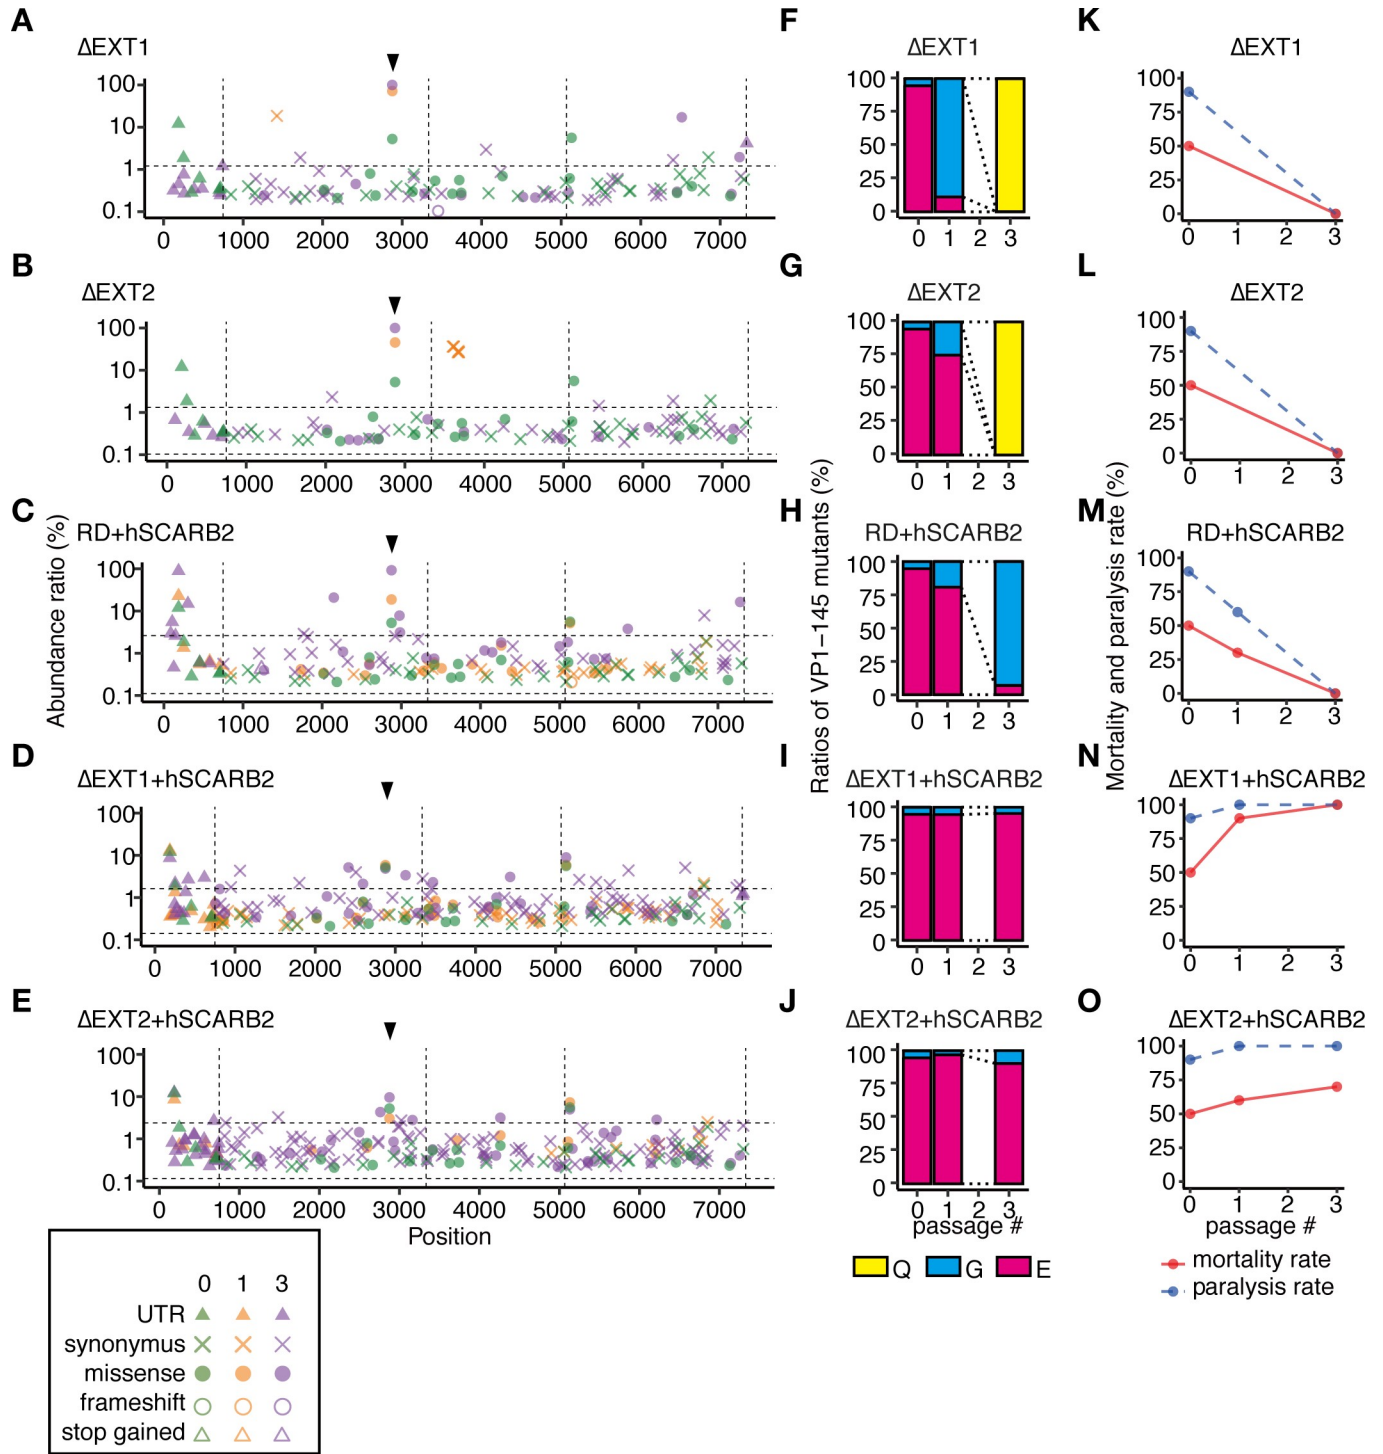 A
ΔEXT1
100
10
1
0.1
0 1000 2000 3000 4000 5000 6000 7000
B
ΔEXT2
100
10
1
0.1
0 1000 2000 3000 4000 5000 6000 7000
C
RD+hSCARB2
100
10
1
0.1
0 1000 2000 3000 4000 5000 6000 7000
D
ΔEXT1+hSCARB2
100
10
1
0.1
0 1000 2000 3000 4000 5000 6000 7000
E
ΔEXT2+hSCARB2
100
10
1
0.1
0 1000 2000 3000 4000 5000 6000 7000
Position
Abundance ratio (%)
0 1 3
UTR
synonymus
missense
frameshift
stop gained
F
ΔEXT1
100
75
50
25
0
0 1 2 3
G
ΔEXT2
100
75
50
25
0
0 1 2 3
H
RD+hSCARB2
100
75
50
25
0
0 1 2 3
I
ΔEXT1+hSCARB2
100
75
50
25
0
0 1 2 3
J
ΔEXT2+hSCARB2
100
75
50
25
0
0 1 2 3
passage #
Ratios of VP1–145 mutants (%)
Q G E
K
ΔEXT1
100
75
50
25
0
0 1 2 3
L
ΔEXT2
100
75
50
25
0
0 1 2 3
M
RD+hSCARB2
100
75
50
25
0
0 1 2 3
N
ΔEXT1+hSCARB2
100
75
50
25
0
0 1 2 3
O
ΔEXT2+hSCARB2
100
75
50
25
0
0 1 2 3
passage #
Mortality and paralysis rate (%)
mortality rate
paralysis rate